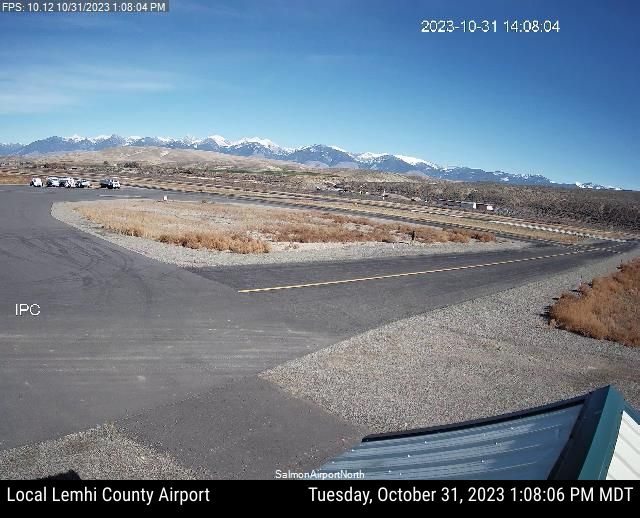 FPS: 10.12 10/31/2023 1:08:04 PM
2023-10-31 14:08:04
IPC
SalmonAirportNorth
Local Lemhi County Airport Tuesday, October 31, 2023 1:08:06 PM MDT